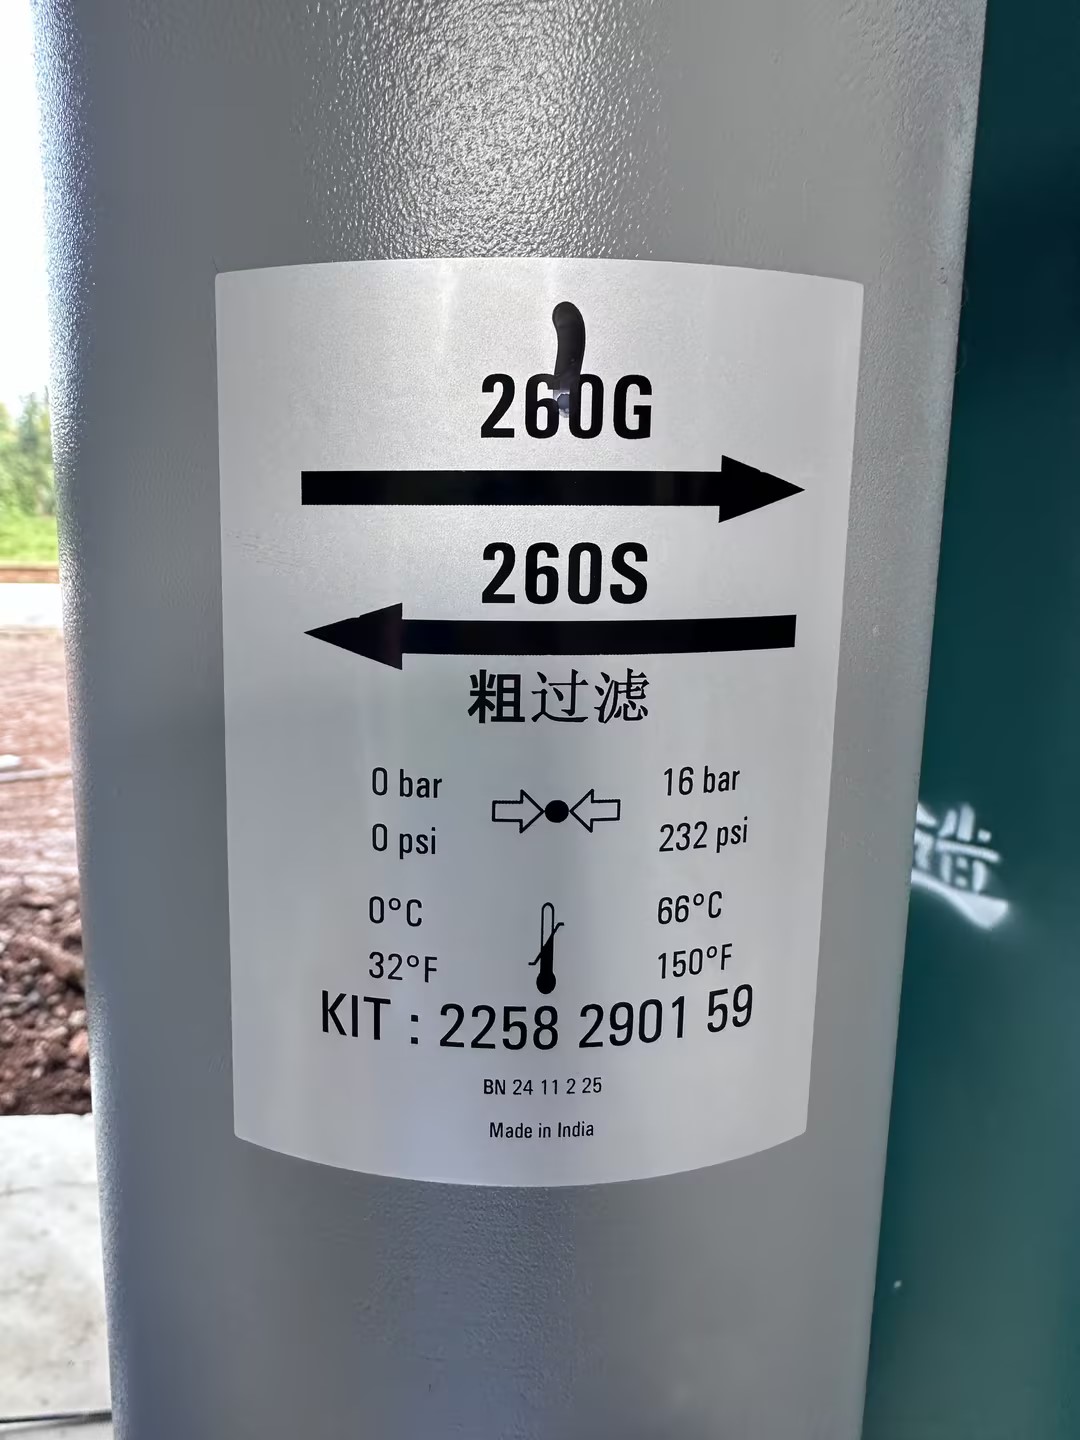 260G
260S
粗过滤
0 bar
16 bar
0 psi
232 psi
0°C
66°C
32°F
150°F
KIT : 2258 2901 59
BN 24 11 2 25
Made in India